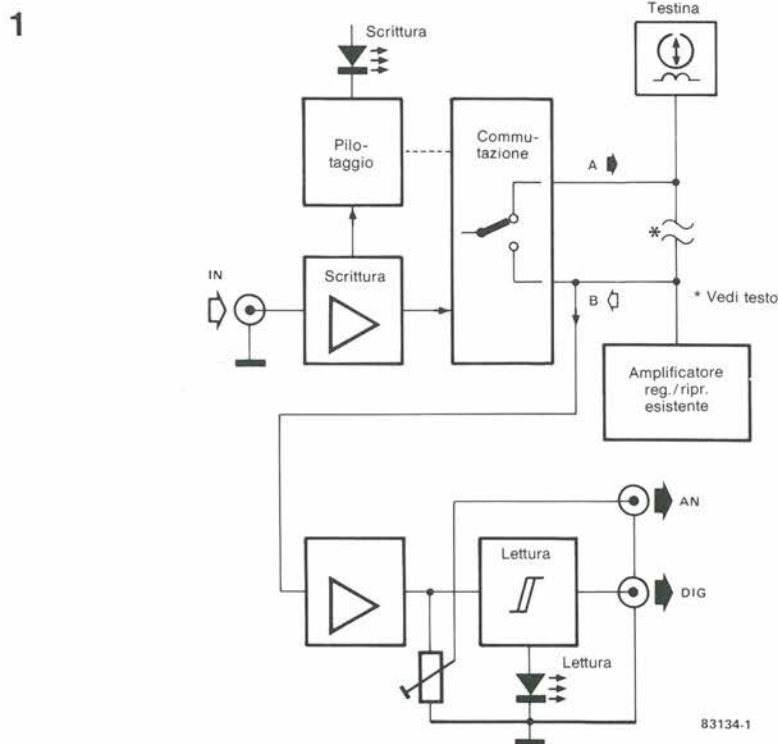 1
Testina
Scrittura
Pilo-
taggio
Commu-
tazione
A
*
IN
Scrittura
B
* Vedi testo
Amplificatore
reg./ripr.
esistente
AN
Lettura
DIG
Lettura
83134-1